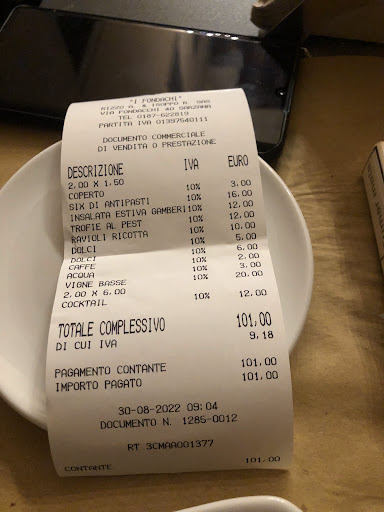 "I FONDACHI"
RIZZO A. & TROPPO A. SAS
VIA FONDACHI 40 SARZANA
TEL 0187-622819
PARTITA IVA 01397540111
DOCUMENTO COMMERCIALE
DI VENDITA O PRESTAZIONE
DESCRIZIONE IVA EURO
2,00 X 1,50
COPERTO 10% 3,00
SIX DI ANTIPASTI 10% 16,00
INSALATA ESTIVA GAMBERI 10% 12,00
TROFIE AL PEST 10% 12,00
RAVIOLI RICOTTA 10% 10,00
DOLCI 10% 5,00
DOLCI 10% 6,00
CAFFE 10% 2,00
ACQUA 10% 3,00
VIGNE BASSE 10% 20,00
2,00 X 6,00
COCKTAIL 10% 12,00
TOTALE COMPLESSIVO 101,00
DI CUI IVA 9,18
PAGAMENTO CONTANTE 101,00
IMPORTO PAGATO 101,00
30-08-2022 09:04
DOCUMENTO N. 1285-0012
RT 3CMAA001377
CONTANTE 101,00